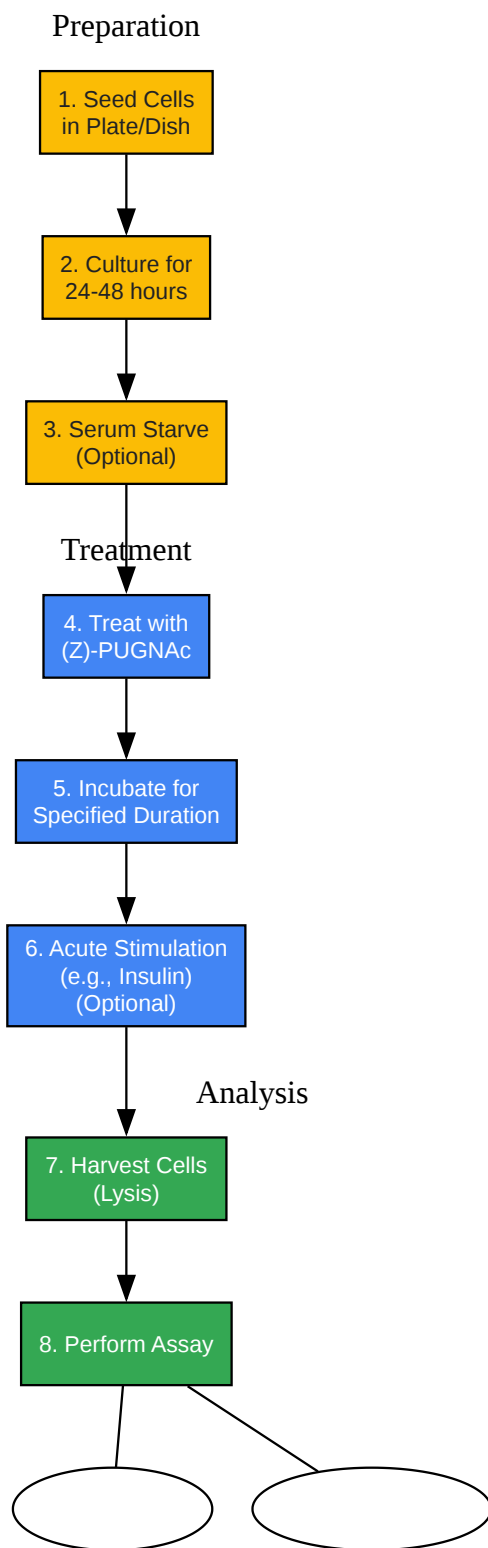 Preparation
1. Seed Cells
in Plate/Dish
2. Culture for
24-48 hours
3. Serum Starve
(Optional)
Treatment
4. Treat with
(Z)-PUGNAc
5. Incubate for
Specified Duration
6. Acute Stimulation
(e.g., Insulin)
(Optional)
Analysis
7. Harvest Cells
(Lysis)
8. Perform Assay